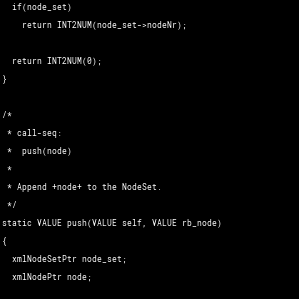 if(node_set)
return INT2NUM(node_set->nodeNr);
return INT2NUM(0);
}
/*
* call-seq:
*  push(node)
*
* Append +node+ to the NodeSet.
*/
static VALUE push(VALUE self, VALUE rb_node)
{
xmlNodeSetPtr node_set;
xmlNodePtr node;